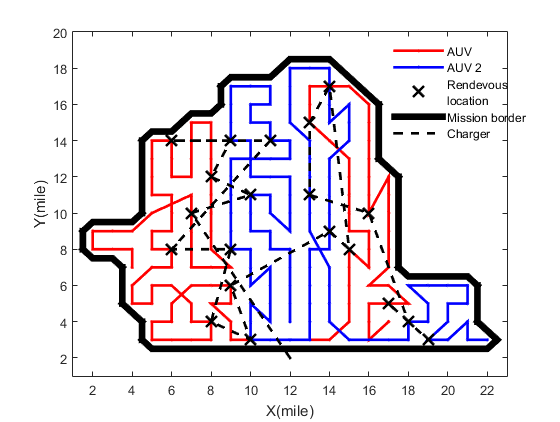 20
18
16
14
12
10
8
6
4
2
2 4 6 8 10 12 14 16 18 20 22
X(mile)
Y(mile)
AUV
AUV 2
Rendevous
location
Mission border
Charger